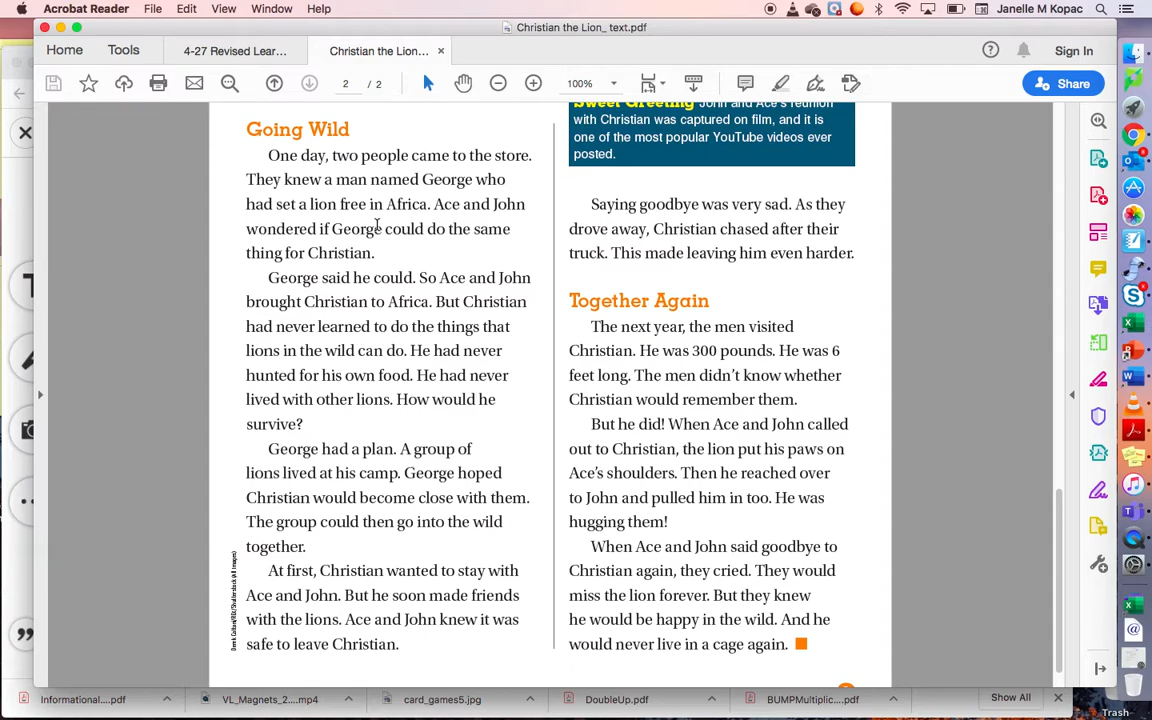 Acrobat Reader File Edit View Window Help Janelle M Kopac
Christian the Lion_ text.pdf
Home Tools 4-27 Revised Lear... Christian the Lion... × Sign In
2 / 2 100% Share
Going Wild
One day, two people came to the store.
They knew a man named George who
had set a lion free in Africa. Ace and John
wondered if George could do the same
thing for Christian.
George said he could. So Ace and John
brought Christian to Africa. But Christian
had never learned to do the things that
lions in the wild can do. He had never
hunted for his own food. He had never
lived with other lions. How would he
survive?
George had a plan. A group of
lions lived at his camp. George hoped
Christian would become close with them.
The group could then go into the wild
together.
At first, Christian wanted to stay with
Ace and John. But he soon made friends
with the lions. Ace and John knew it was
safe to leave Christian.
Sweet Greeting John and Ace's reunion
with Christian was captured on film, and it is
one of the most popular YouTube videos ever
posted.
Saying goodbye was very sad. As they
drove away, Christian chased after their
truck. This made leaving him even harder.
Together Again
The next year, the men visited
Christian. He was 300 pounds. He was 6
feet long. The men didn't know whether
Christian would remember them.
But he did! When Ace and John called
out to Christian, the lion put his paws on
Ace's shoulders. Then he reached over
to John and pulled him in too. He was
hugging them!
When Ace and John said goodbye to
Christian again, they cried. They would
miss the lion forever. But they knew
he would be happy in the wild. And he
would never live in a cage again.
Informational....pdf VL_Magnets_2....mp4 card_games5.jpg DoubleUp.pdf BUMPMultiplic....pdf Show All
Trash